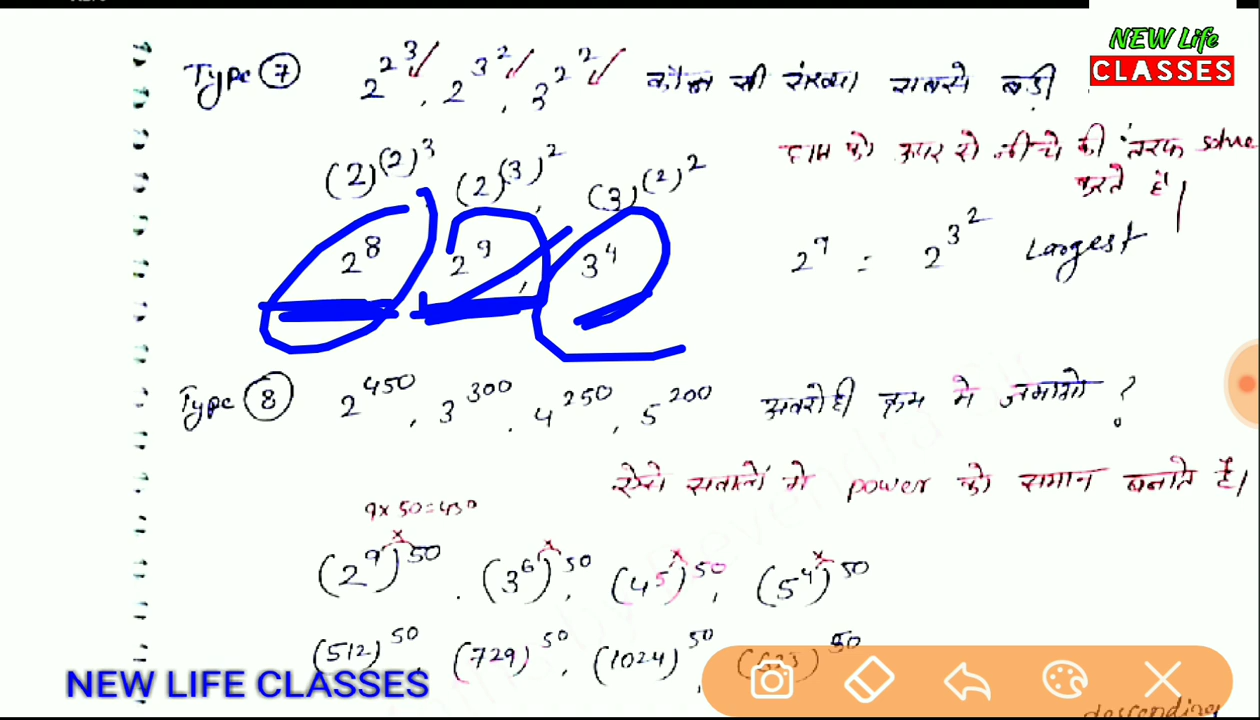 NEW Life
CLASSES
Type ⑦ 2^2^3, 2^3^2, 3^2^2 कौन सी संख्या सबसे बड़ी
(2)^(2)^3, (2)^(3)^2, (3)^(2)^2
को ऊपर से नीचे की तरफ solve
करते हैं।
2^8, 2^9, 3^4
2^9 = 2^3^2 Largest
Type ⑧ 2^450, 3^300, 4^250, 5^200 अवरोही क्रम मे जमाओ ?
ऐसे सवालों मे power को समान बनाते है।
9×50=450
(2^9)^50, (3^6)^50, (4^5)^50, (5^4)^50
(512)^50, (729)^50, (1024)^50, ( )^50
NEW LIFE CLASSES
descending